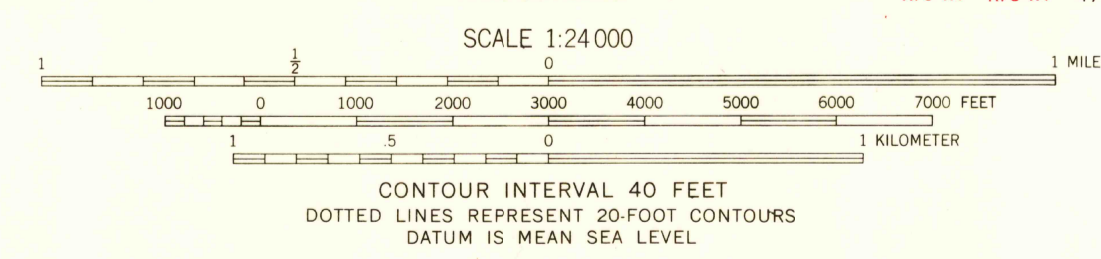 SCALE 1:24 000
1 1/2 0 1 MILE
1000 0 1000 2000 3000 4000 5000 6000 7000 FEET
1 .5 0 1 KILOMETER
CONTOUR INTERVAL 40 FEET
DOTTED LINES REPRESENT 20-FOOT CONTOURS
DATUM IS MEAN SEA LEVEL